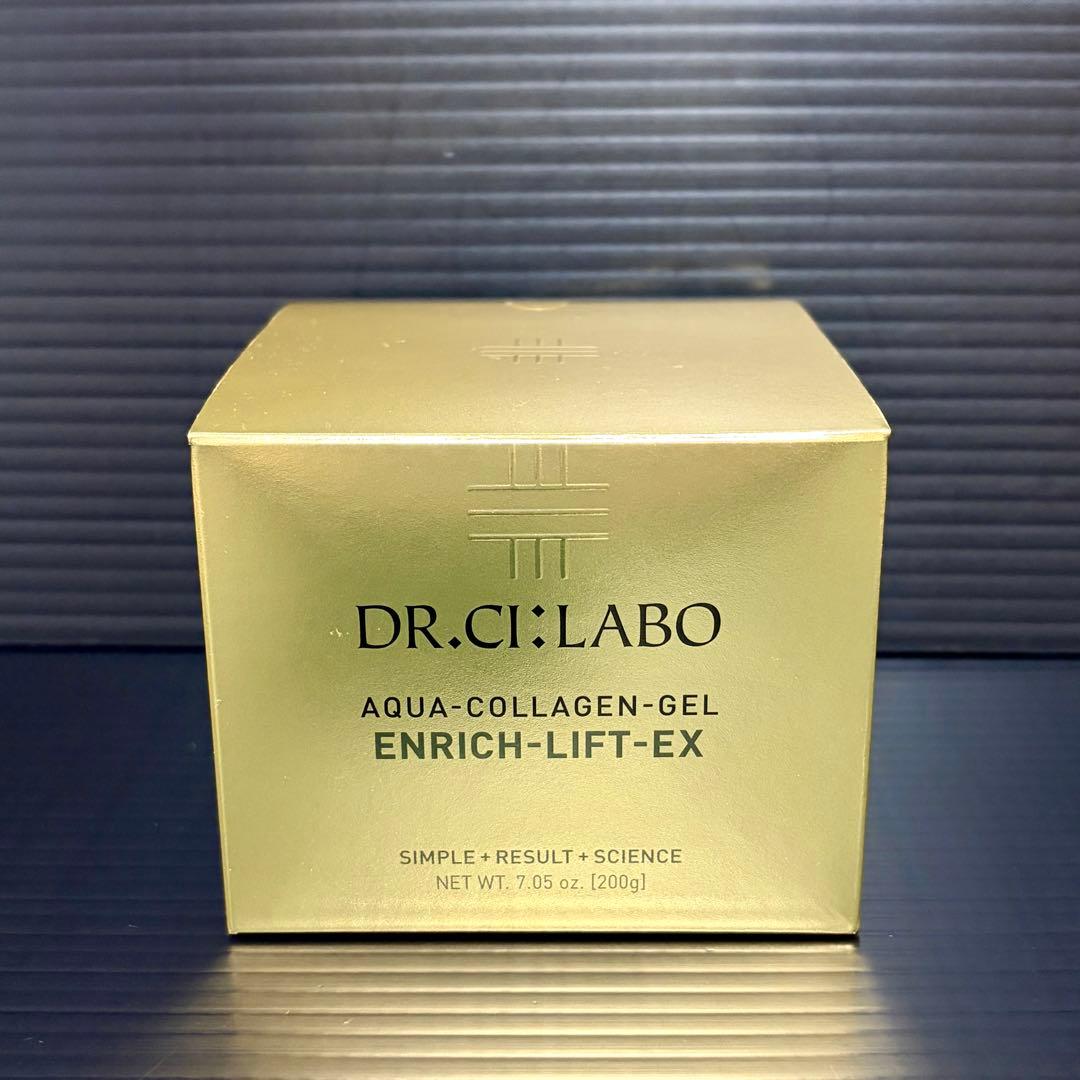 DR.CI:LABO
AQUA-COLLAGEN-GEL
ENRICH-LIFT-EX
SIMPLE + RESULT + SCIENCE
NET WT. 7.05 oz. [200g]